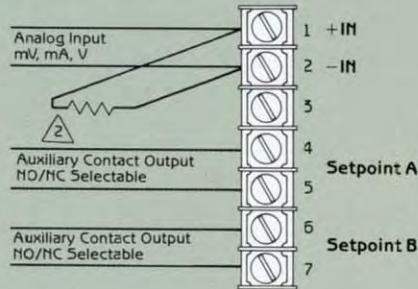 Analog Input
mV, mA, V
1 +IN
2 -IN
2
3
Auxiliary Contact Output
NO/NC Selectable
4
5
Setpoint A
Auxiliary Contact Output
NO/NC Selectable
6
7
Setpoint B